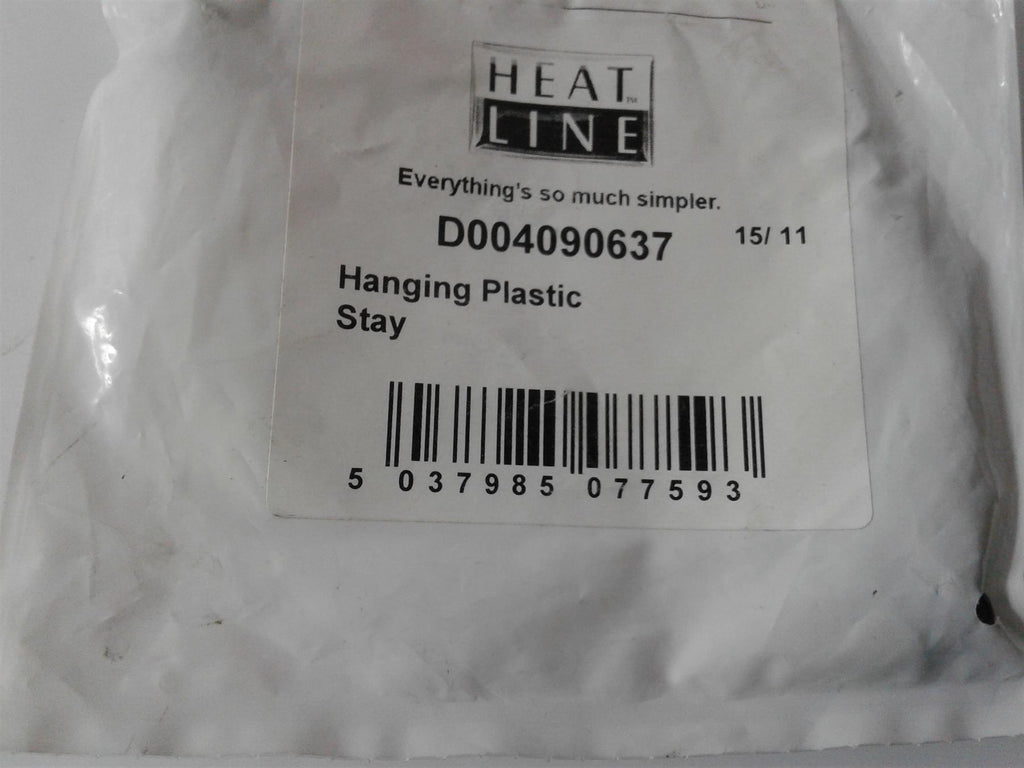 HEAT
LINE
Everything's so much simpler.
D004090637 15/ 11
Hanging Plastic
Stay
5 037985 077593